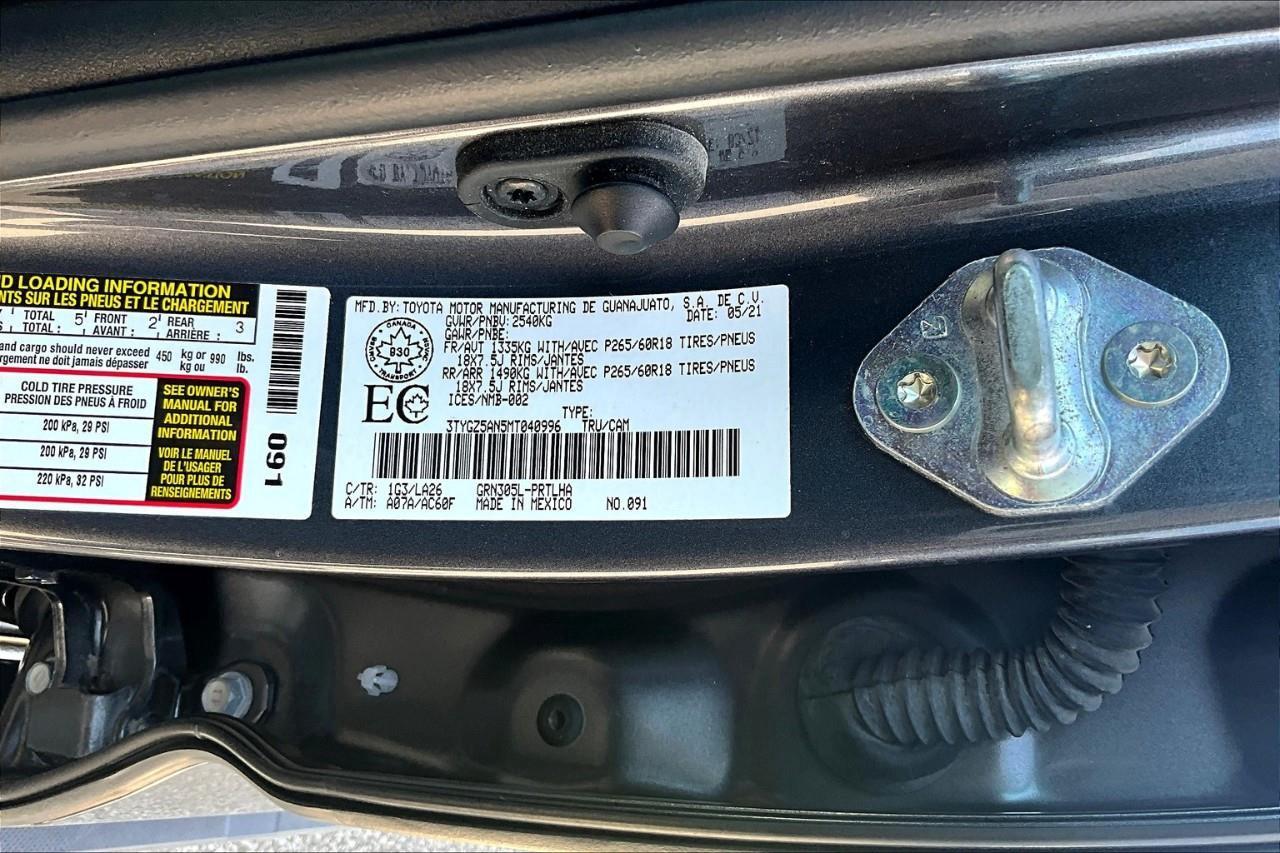 D LOADING INFORMATION
NTS SUR LES PNEUS ET LE CHARGEMENT
TOTAL 5 FRONT 2 REAR 3
TOTAL : AVANT : ARRIÈRE :
and cargo should never exceed 450 kg or 990 lbs.
rgement ne doit jamais dépasser kg ou lb.
COLD TIRE PRESSURE
PRESSION DES PNEUS À FROID
200 kPa, 29 PSI
200 kPa, 29 PSI
220 kPa, 32 PSI
SEE OWNER'S
MANUAL FOR
ADDITIONAL
INFORMATION
VOIR LE MANUEL
DE L'USAGER
POUR PLUS DE
RENSEIGNEMENTS
091
MFD.BY:TOYOTA MOTOR MANUFACTURING DE GUANAJUATO, S.A. DE C.V.
GVWR/PNBV:2540KG DATE: 05/21
GAWR/PNBE:
FR/AUT 1335KG WITH/AVEC P265/60R18 TIRES/PNEUS
18X7.5J RIMS/JANTES
RR/ARR 1490KG WITH/AVEC P265/60R18 TIRES/PNEUS
18X7.5J RIMS/JANTES
ICES/NMB-002
CANADA
930
TRANSPORT
EC
TYPE:
3TYGZ5AN5MT040996 TRU/CAM
C/TR: 1G3/LA26 GRN305L-PRTLHA
A/TM: A07A/AC60F MADE IN MEXICO NO.091